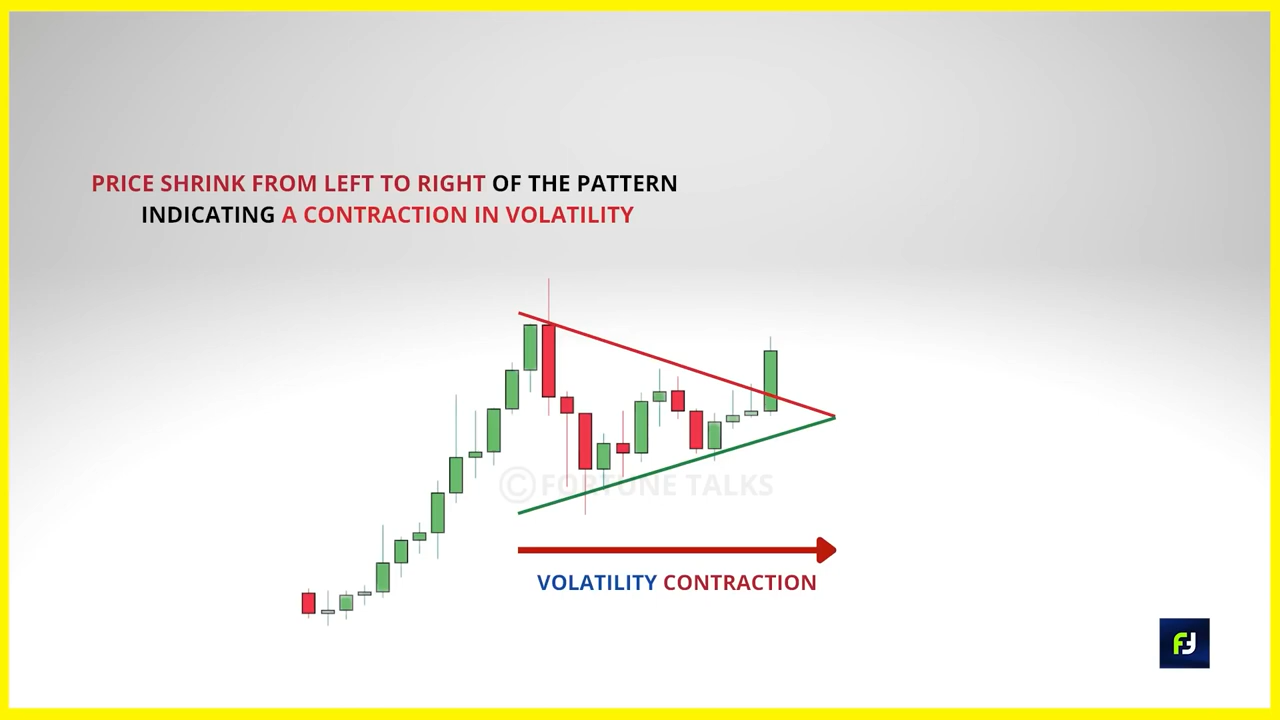 PRICE SHRINK FROM LEFT TO RIGHT OF THE PATTERN
INDICATING A CONTRACTION IN VOLATILITY
© FORTUNE TALKS
VOLATILITY CONTRACTION